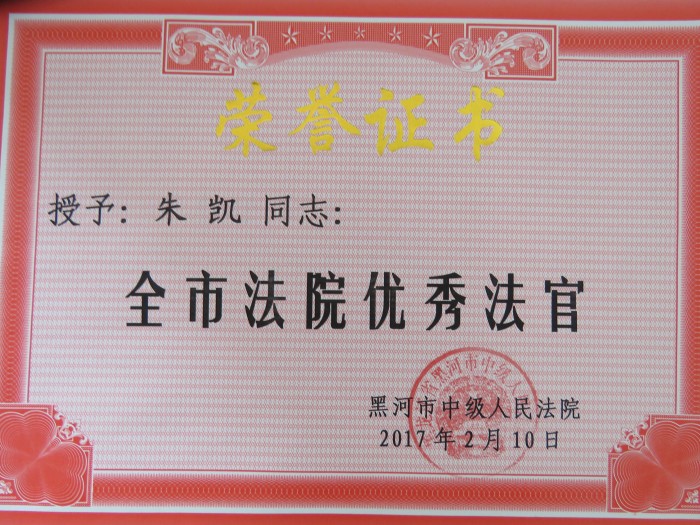 荣誉证书
授予：朱 凯 同志：
全市法院优秀法官
黑河市中级人民法院
2017年2月10日